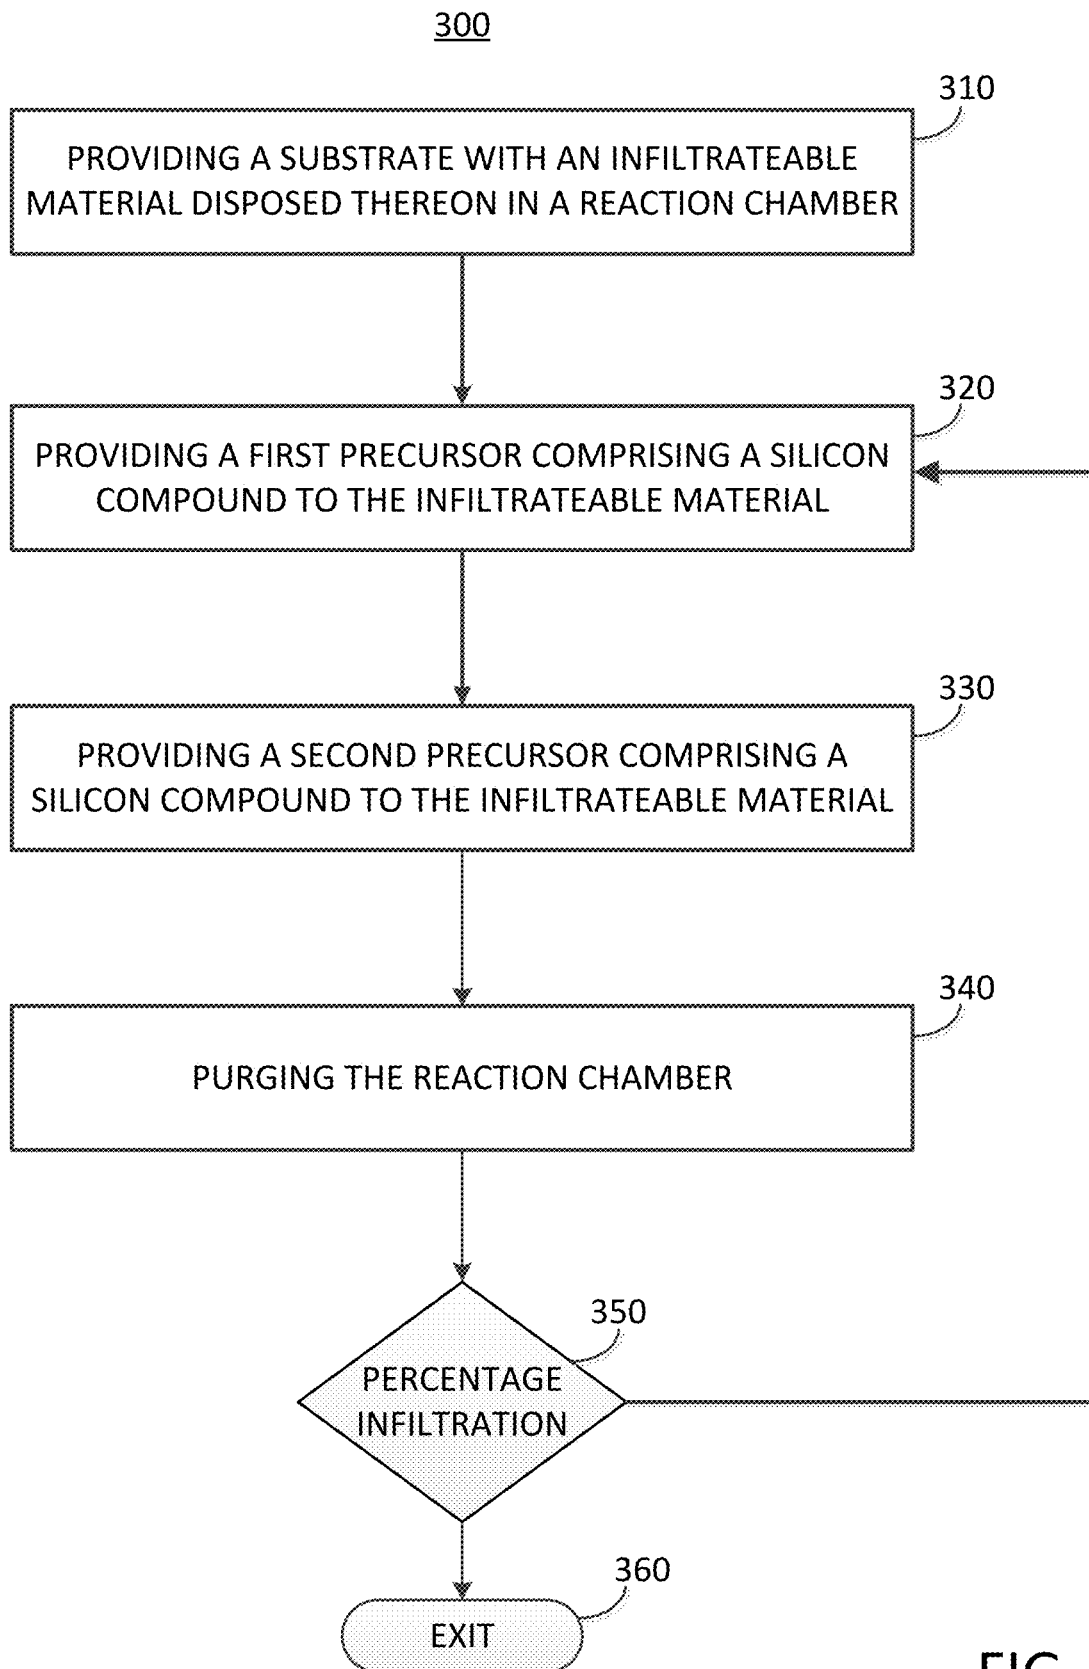 300
310
PROVIDING A SUBSTRATE WITH AN INFILTRATEABLE
MATERIAL DISPOSED THEREON IN A REACTION CHAMBER
320
PROVIDING A FIRST PRECURSOR COMPRISING A SILICON
COMPOUND TO THE INFILTRATEABLE MATERIAL
330
PROVIDING A SECOND PRECURSOR COMPRISING A
SILICON COMPOUND TO THE INFILTRATEABLE MATERIAL
340
PURGING THE REACTION CHAMBER
350
PERCENTAGE
INFILTRATION
360
EXIT
FIG